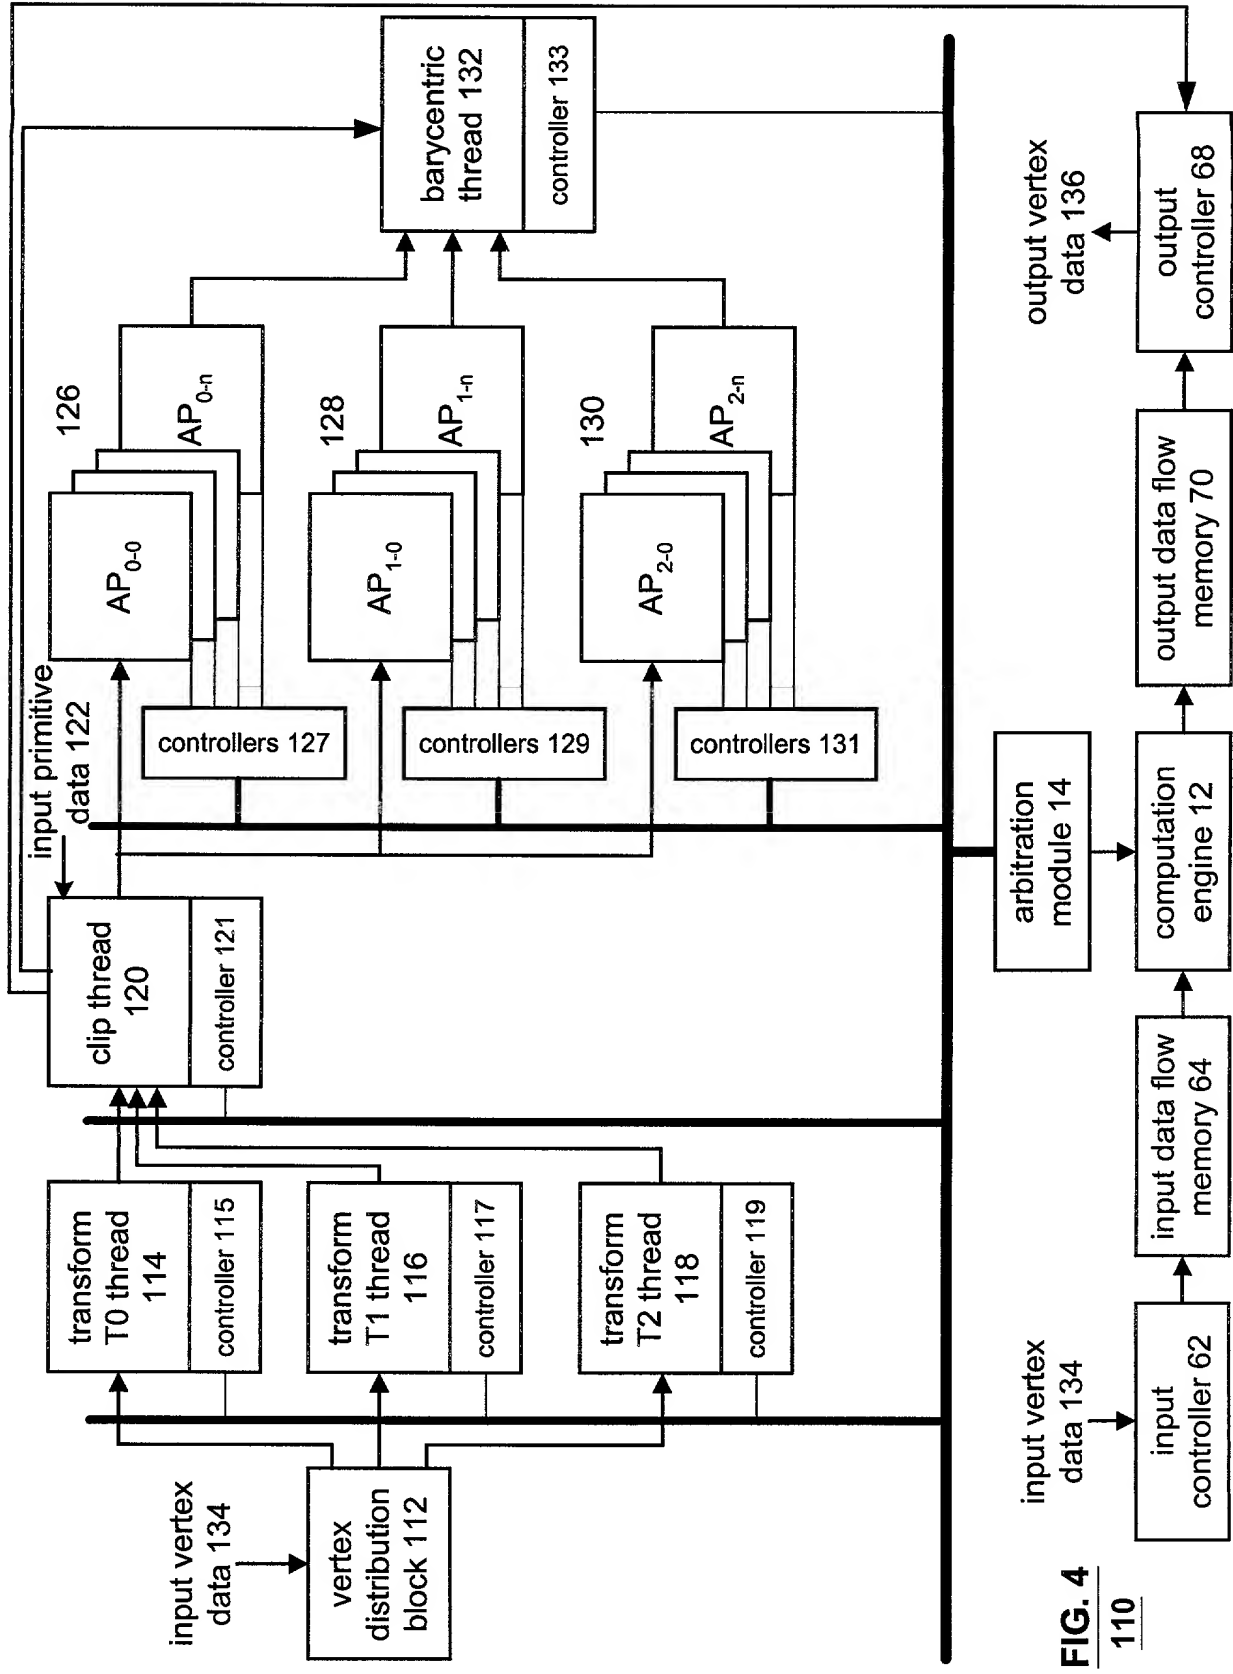 input vertex
data 134
vertex
distribution
block 112
transform
T0 thread
114
controller 115
transform
T1 thread
116
controller 117
transform
T2 thread
118
controller 119
clip thread
120
controller 121
input primitive
data 122
AP0-0
AP0-n
126
controllers 127
AP1-0
AP1-n
128
controllers 129
AP2-0
AP2-n
130
controllers 131
barycentric
thread 132
controller 133
arbitration
module 14
input vertex
data 134
input
controller 62
input data flow
memory 64
computation
engine 12
output data flow
memory 70
output
controller 68
output vertex
data 136
FIG. 4
110